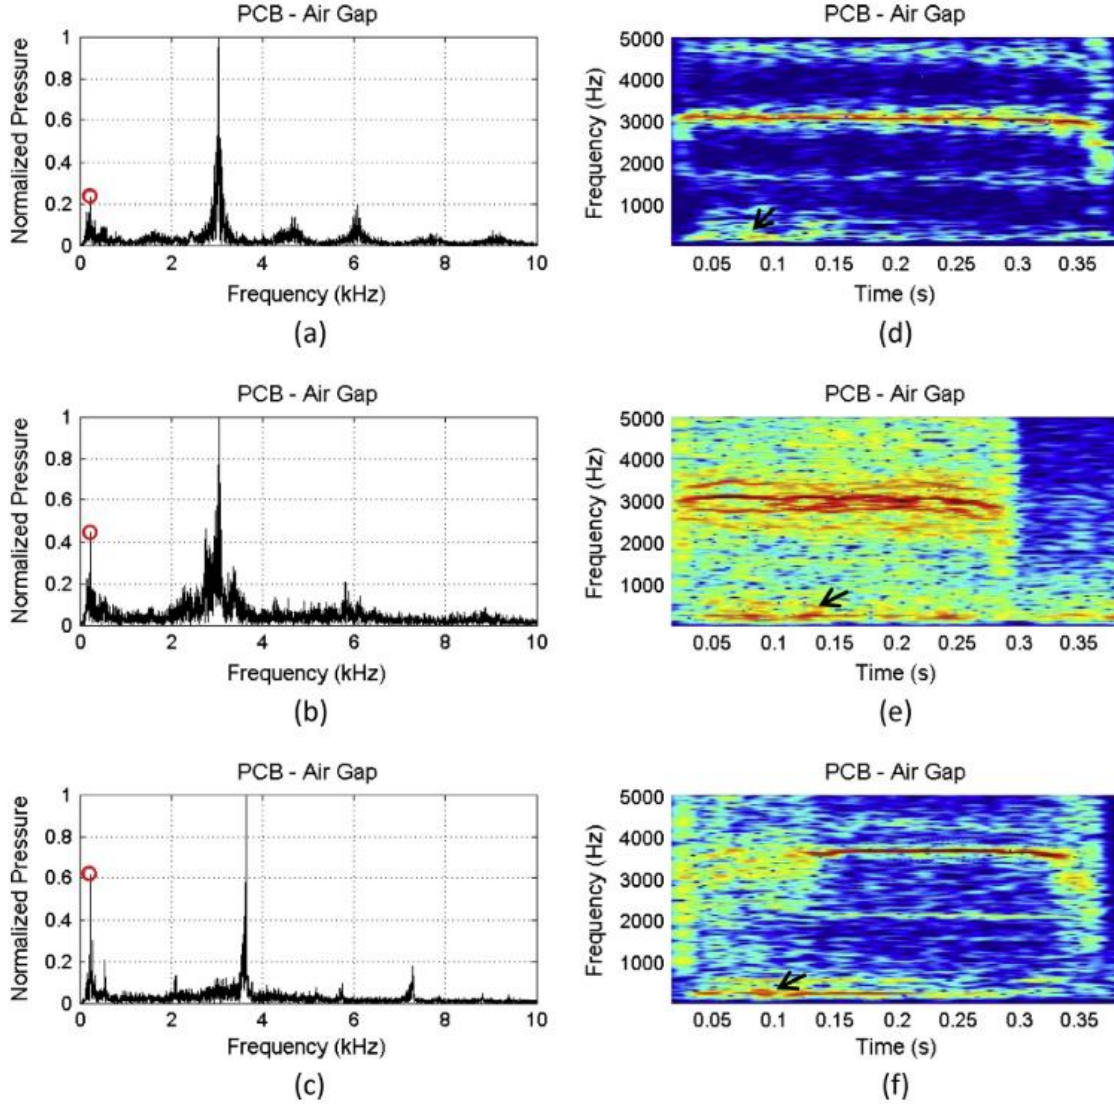 PCB - Air Gap
Normalized Pressure
1
0.8
0.6
0.4
0.2
0
0 2 4 6 8 10
Frequency (kHz)
(a)
PCB - Air Gap
Frequency (Hz)
5000
4000
3000
2000
1000
0.05 0.1 0.15 0.2 0.25 0.3 0.35
Time (s)
(d)
PCB - Air Gap
Normalized Pressure
1
0.8
0.6
0.4
0.2
0
0 2 4 6 8 10
Frequency (kHz)
(b)
PCB - Air Gap
Frequency (Hz)
5000
4000
3000
2000
1000
0.05 0.1 0.15 0.2 0.25 0.3 0.35
Time (s)
(e)
PCB - Air Gap
Normalized Pressure
1
0.8
0.6
0.4
0.2
0
0 2 4 6 8 10
Frequency (kHz)
(c)
PCB - Air Gap
Frequency (Hz)
5000
4000
3000
2000
1000
0.05 0.1 0.15 0.2 0.25 0.3 0.35
Time (s)
(f)